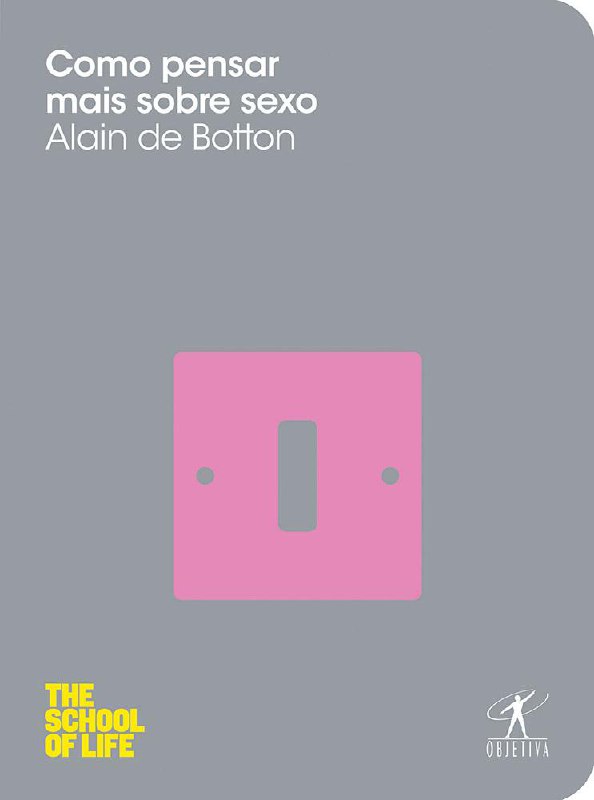 Como pensar
mais sobre sexo
Alain de Botton
THE
SCHOOL
OF LIFE
OBJETIVA